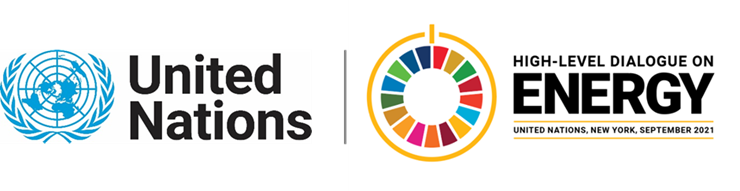 United
Nations
HIGH-LEVEL DIALOGUE ON
ENERGY
UNITED NATIONS, NEW YORK, SEPTEMBER 2021